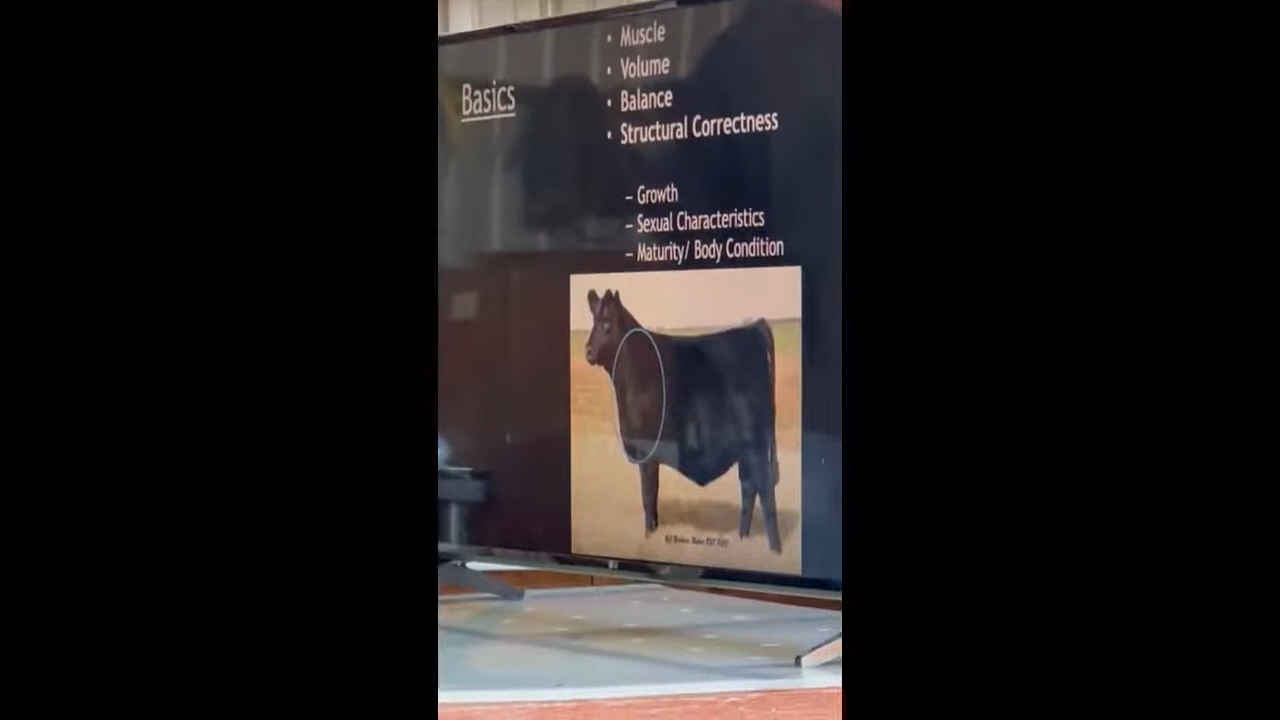 Basics
• Muscle
• Volume
• Balance
• Structural Correctness
– Growth
– Sexual Characteristics
– Maturity/ Body Condition